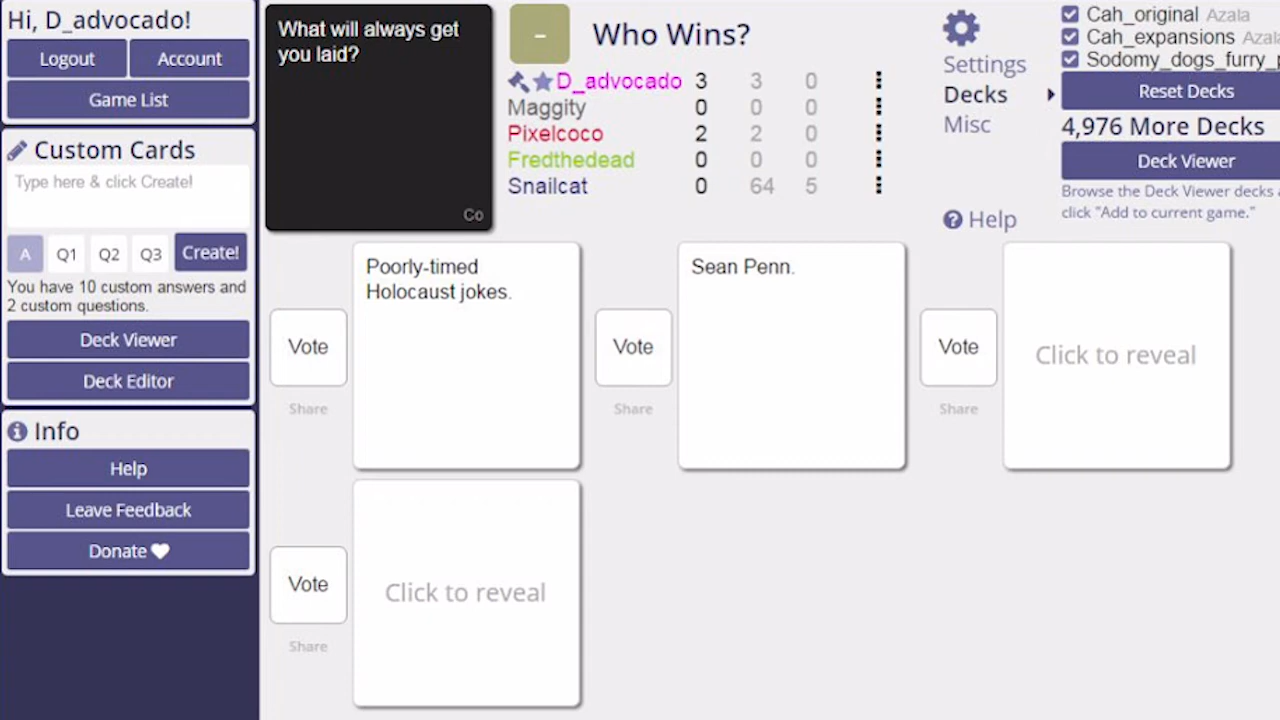 Hi, D_advocado!
Logout
Account
Game List
Custom Cards
Type here & click Create!
A
Q1
Q2
Q3
Create!
You have 10 custom answers and
2 custom questions.
Deck Viewer
Deck Editor
Info
Help
Leave Feedback
Donate
What will always get
you laid?
Co
–
Who Wins?
D_advocado 3 3 0
Maggity 0 0 0
Pixelcoco 2 2 0
Fredthedead 0 0 0
Snailcat 0 64 5
Settings
Decks
Misc
Help
Cah_original Azala
Cah_expansions Azal
Sodomy_dogs_furry_
Reset Decks
4,976 More Decks
Deck Viewer
Browse the Deck Viewer decks
click "Add to current game."
Vote
Share
Poorly-timed
Holocaust jokes.
Vote
Share
Sean Penn.
Vote
Share
Click to reveal
Vote
Share
Click to reveal